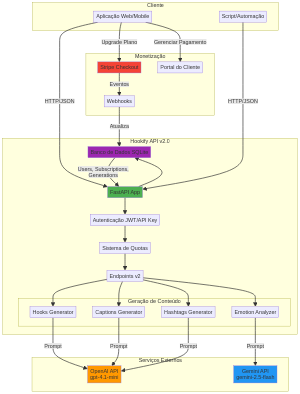 Cliente
Aplicação Web/Mobile
Script/Automação
Upgrade Plano
Gerenciar Pagamento
Monetização
Stripe Checkout
Portal do Cliente
Eventos
HTTP/JSON
HTTP/JSON
Webhooks
Atualiza
Hookify API v2.0
Banco de Dados SQLite
Users, Subscriptions,
Generations
FastAPI App
Autenticação JWT/API Key
Sistema de Quotas
Endpoints v2
Geração de Conteúdo
Hooks Generator
Captions Generator
Hashtags Generator
Emotion Analyzer
Prompt
Prompt
Prompt
Prompt
Serviços Externos
OpenAI API
gpt-4.1-mini
Gemini API
gemini-2.5-flash